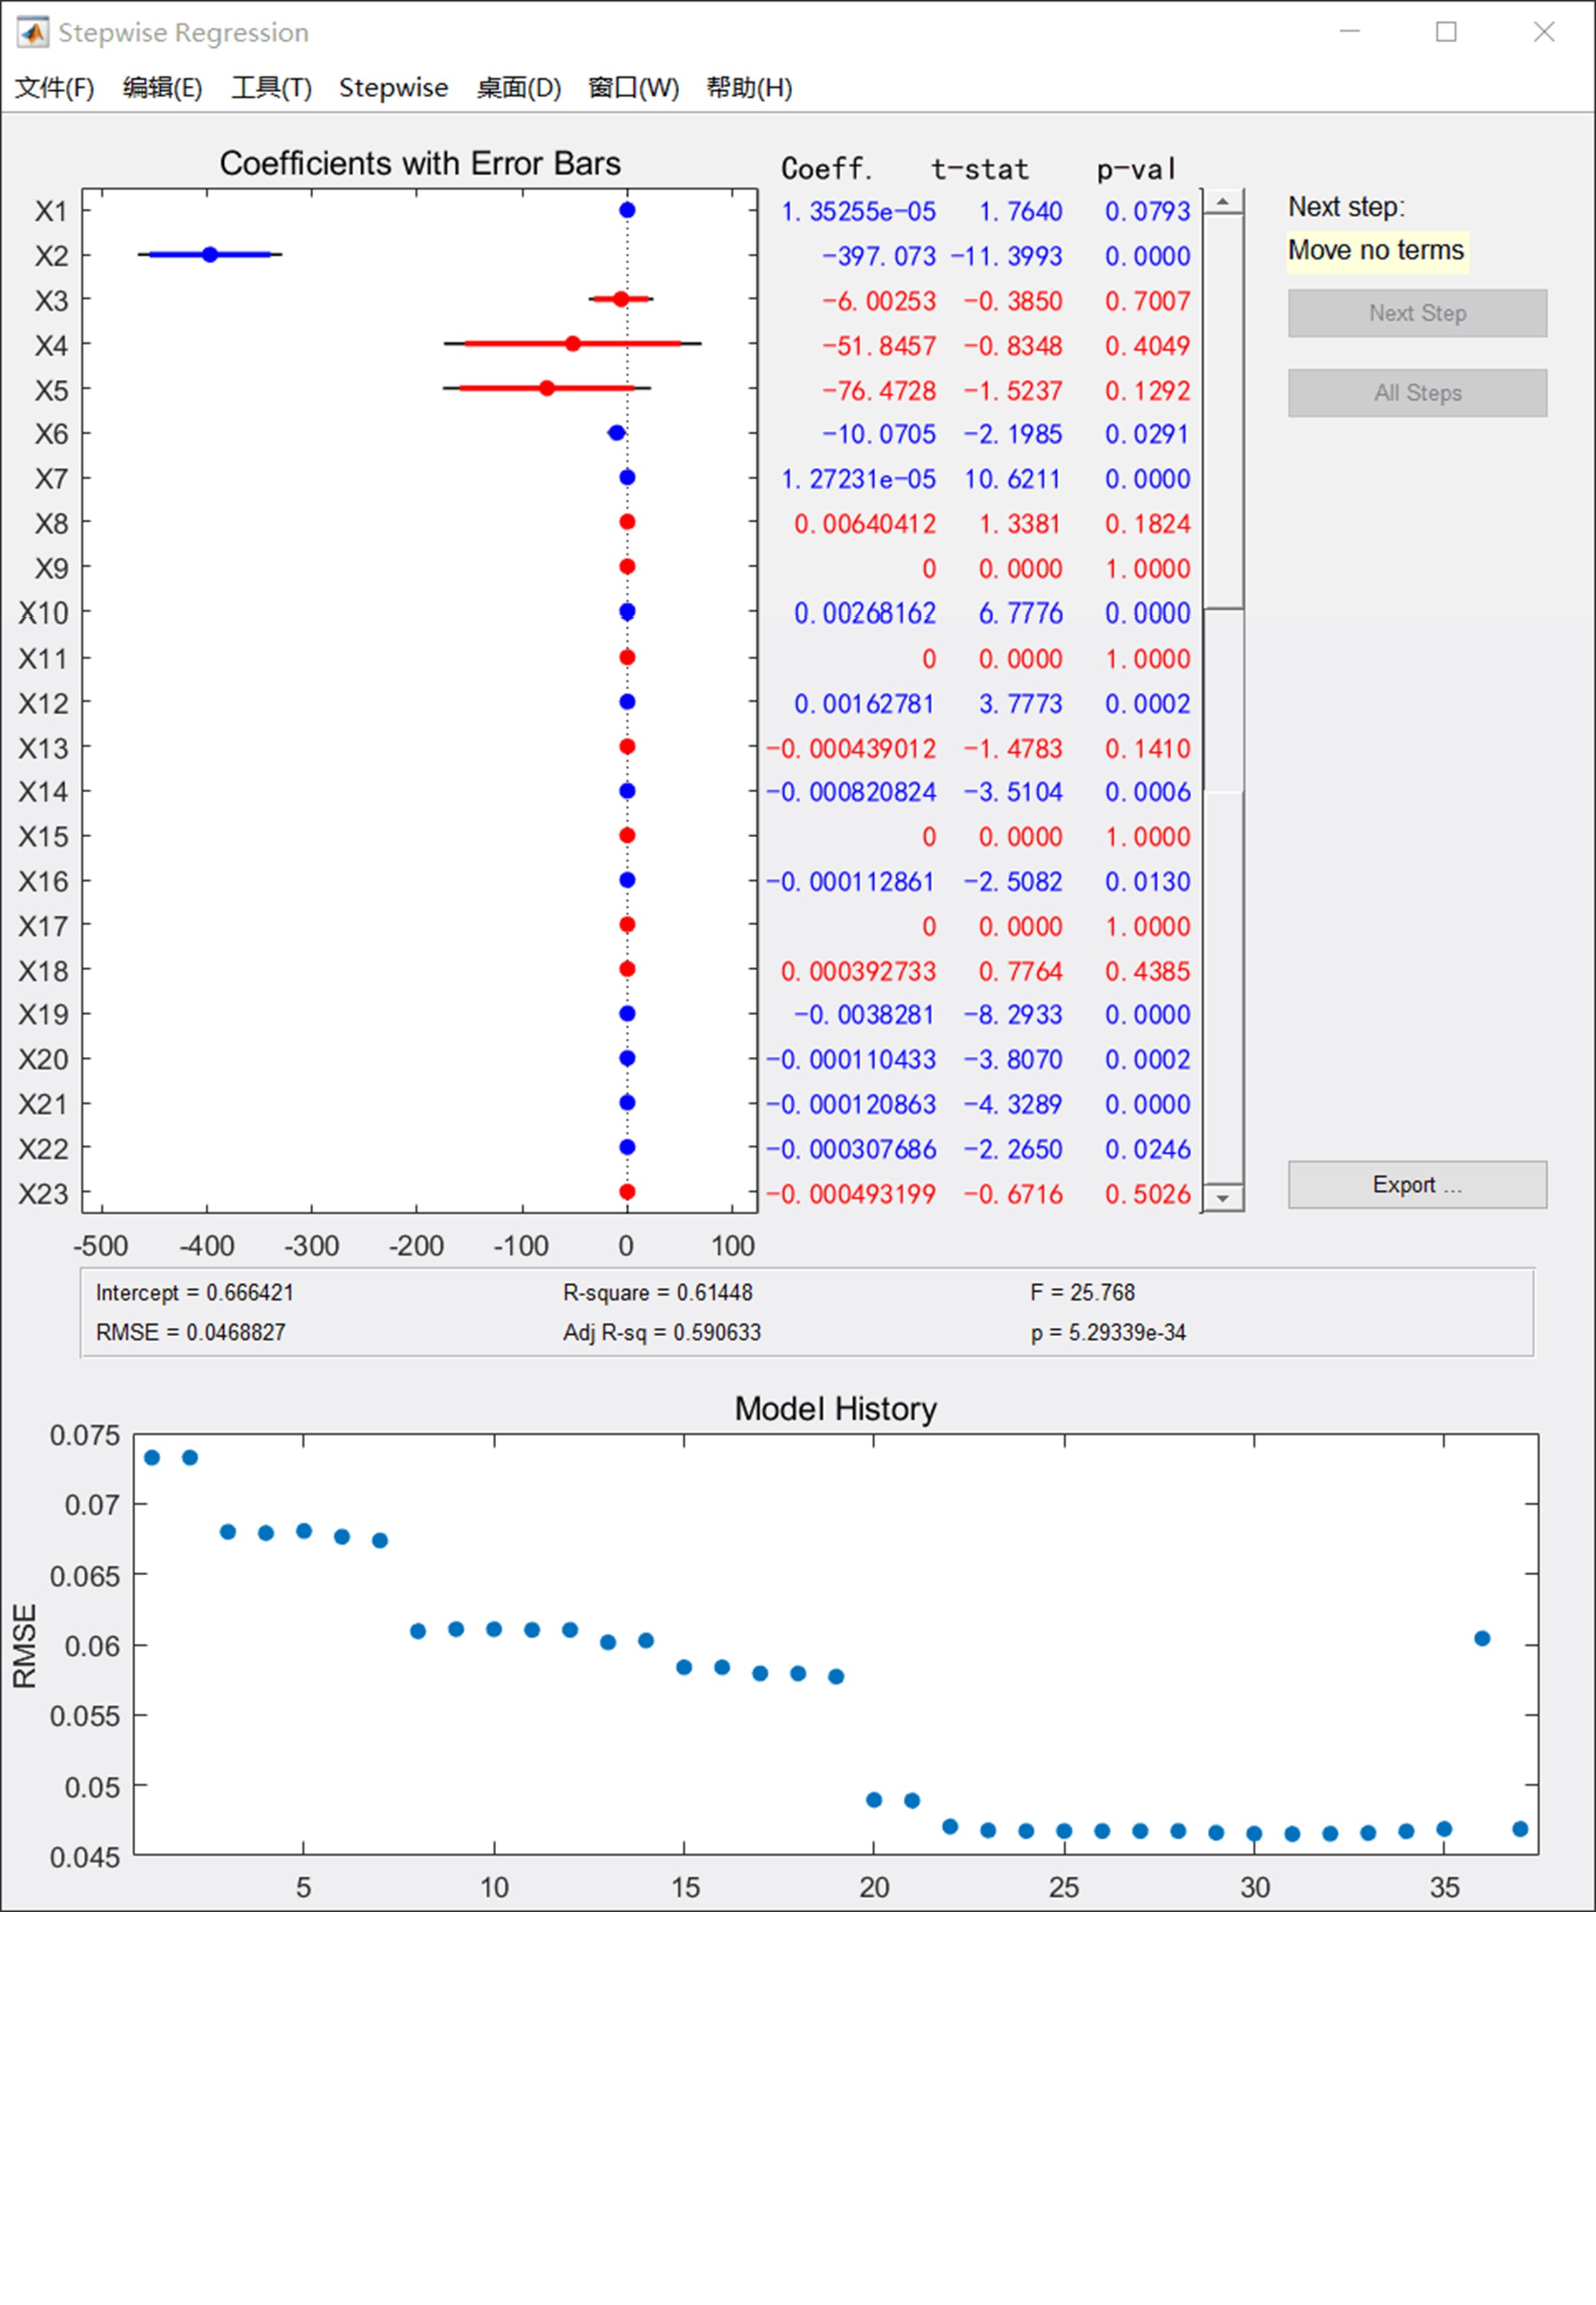 Stepwise Regression
文件(F) 编辑(E) 工具(T) Stepwise 桌面(D) 窗口(W) 帮助(H)
Coefficients with Error Bars Coeff. t-stat p-val
X1 1.35255e-05 1.7640 0.0793
X2 -397.073 -11.3993 0.0000
X3 -6.00253 -0.3850 0.7007
X4 -51.8457 -0.8348 0.4049
X5 -76.4728 -1.5237 0.1292
X6 -10.0705 -2.1985 0.0291
X7 1.27231e-05 10.6211 0.0000
X8 0.00640412 1.3381 0.1824
X9 0 0.0000 1.0000
X10 0.00268162 6.7776 0.0000
X11 0 0.0000 1.0000
X12 0.00162781 3.7773 0.0002
X13 -0.000439012 -1.4783 0.1410
X14 -0.000820824 -3.5104 0.0006
X15 0 0.0000 1.0000
X16 -0.000112861 -2.5082 0.0130
X17 0 0.0000 1.0000
X18 0.000392733 0.7764 0.4385
X19 -0.0038281 -8.2933 0.0000
X20 -0.000110433 -3.8070 0.0002
X21 -0.000120863 -4.3289 0.0000
X22 -0.000307686 -2.2650 0.0246
X23 -0.000493199 -0.6716 0.5026
-500 -400 -300 -200 -100 0 100
Next step:
Move no terms
Next Step
All Steps
Export ...
Intercept = 0.666421 R-square = 0.61448 F = 25.768
RMSE = 0.0468827 Adj R-sq = 0.590633 p = 5.29339e-34
Model History
RMSE
0.075
0.07
0.065
0.06
0.055
0.05
0.045
5 10 15 20 25 30 35